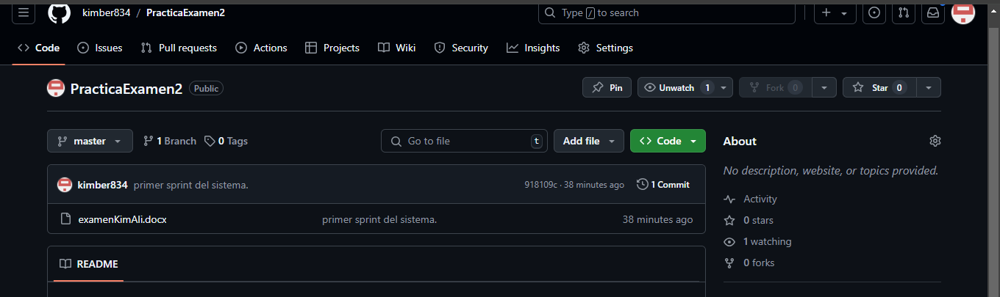 kimber834 / PracticaExamen2
Type / to search
Code Issues Pull requests Actions Projects Wiki Security Insights Settings
PracticaExamen2 Public
Pin Unwatch 1 Fork 0 Star 0
master 1 Branch 0 Tags Go to file t Add file Code
About
kimber834 primer sprint del sistema. 918109c · 38 minutes ago 1 Commit
No description, website, or topics provided.
examenKimAli.docx primer sprint del sistema. 38 minutes ago
Activity
0 stars
1 watching
0 forks
README